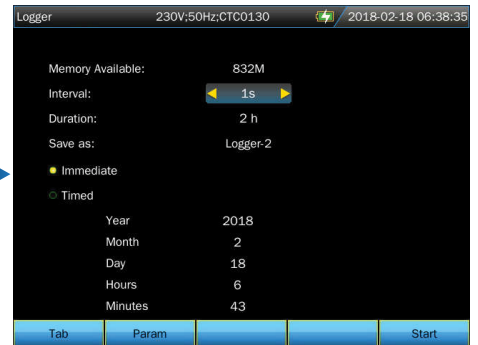 Logger 230V;50Hz;CTC0130 2018-02-18 06:38:35
Memory Available: 832M
Interval: 1s
Duration: 2 h
Save as: Logger-2
Immediate
Timed
Year 2018
Month 2
Day 18
Hours 6
Minutes 43
Tab Param Start